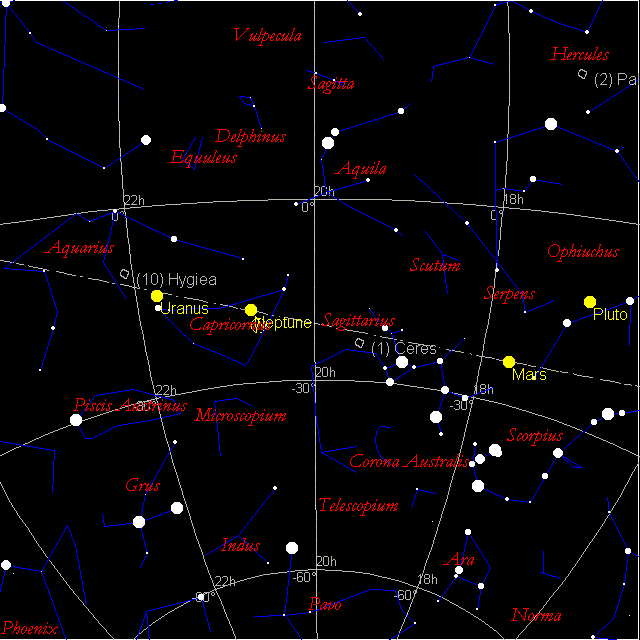 Vulpecula
Hercules
(2) Pa
Sagitta
Delphinus
Equuleus
Aquila
20h
22h
18h
0°
0°
0°
Aquarius
Ophiuchus
Scutum
(10) Hygiea
Serpens
Uranus
Neptune
Capricornus
Sagittarius
Pluto
(1) Ceres
Mars
20h
-30°
22h
18h
-30°
-30°
Piscis Austrinus
Microscopium
Scorpius
Corona Australis
Grus
Telescopium
Indus
Ara
20h
-60°
22h
18h
-60°
-60°
Pavo
Norma
Phoenix